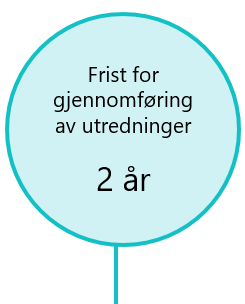 Frist for
gjennomføring
av utredninger
2 år